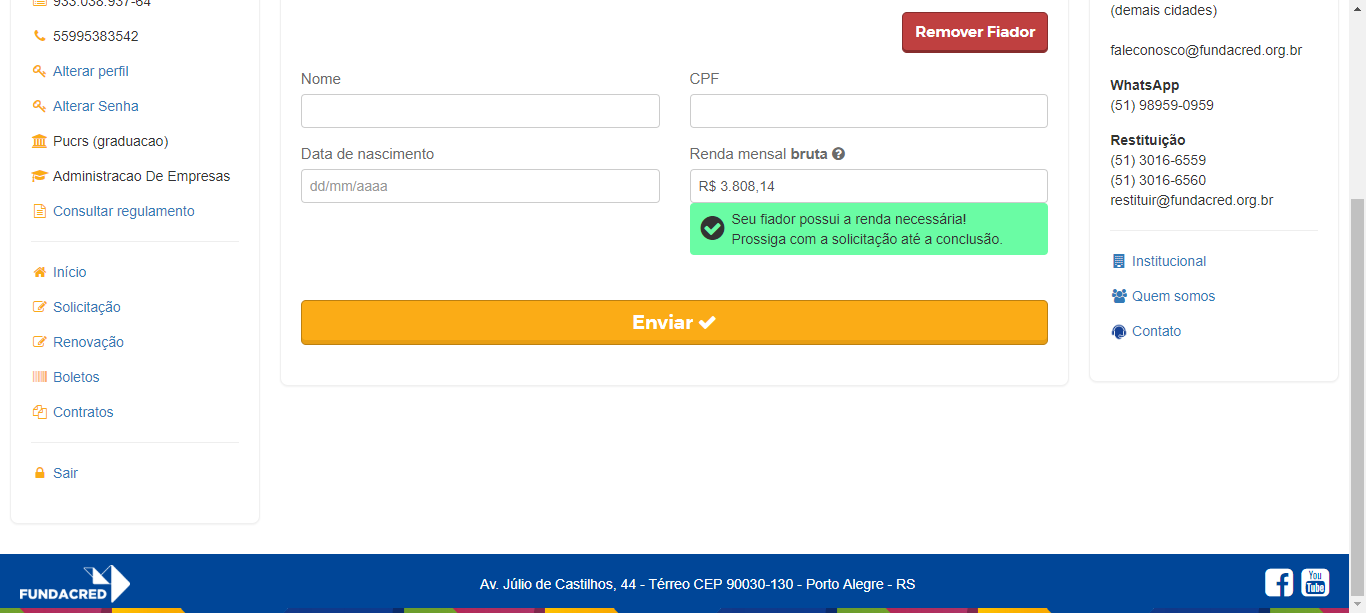 933.038.937-64
55995383542
Alterar perfil
Alterar Senha
Pucrs (graduacao)
Administracao De Empresas
Consultar regulamento
Início
Solicitação
Renovação
Boletos
Contratos
Sair
Remover Fiador
Nome
CPF
Data de nascimento
Renda mensal bruta
dd/mm/aaaa
R$ 3.808,14
Seu fiador possui a renda necessária!
Prossiga com a solicitação até a conclusão.
Enviar
(demais cidades)
faleconosco@fundacred.org.br
WhatsApp
(51) 98959-0959
Restituição
(51) 3016-6559
(51) 3016-6560
restituir@fundacred.org.br
Institucional
Quem somos
Contato
FUNDACRED
Av. Júlio de Castilhos, 44 - Térreo CEP 90030-130 - Porto Alegre - RS
You
Tube